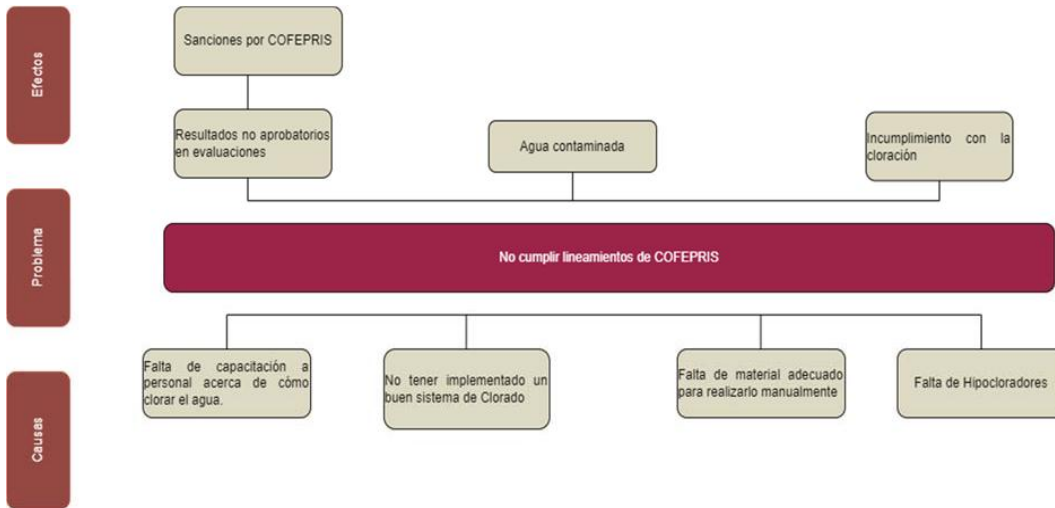 Efectos
Sanciones por COFEPRIS
Resultados no aprobatorios
en evaluaciones
Agua contaminada
Incumplimiento con la
cloración
Problema
No cumplir lineamientos de COFEPRIS
Causas
Falta de capacitación a
personal acerca de cómo
clorar el agua.
No tener implementado un
buen sistema de Clorado
Falta de material adecuado
para realizarlo manualmente
Falta de Hipocloradores